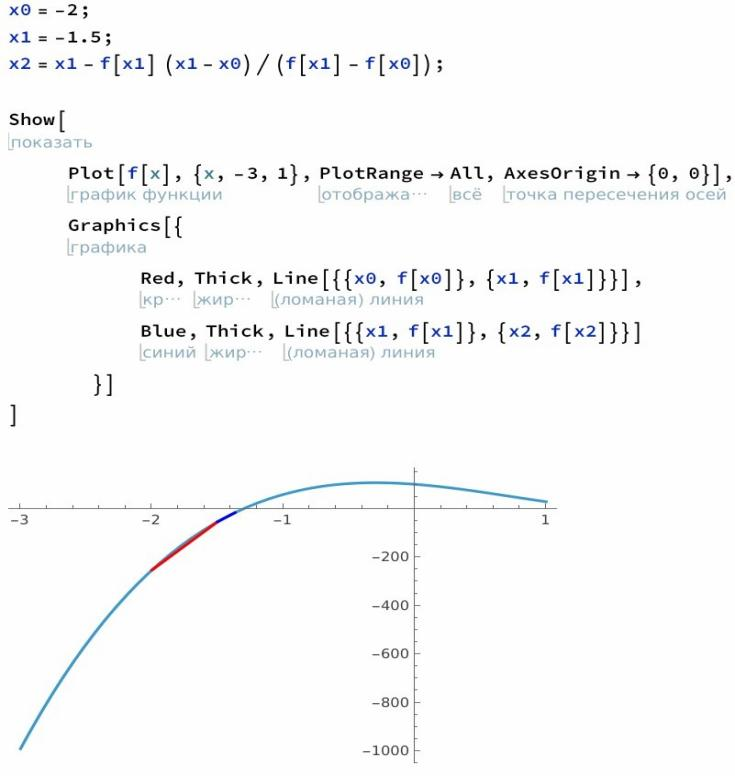 x0 = -2;
x1 = -1.5;
x2 = x1 - f[x1] (x1 - x0) / (f[x1] - f[x0]);
Show[
показать
Plot[f[x], {x, -3, 1}, PlotRange → All, AxesOrigin → {0, 0}],
график функции отобража⋯ всё точка пересечения осей
Graphics[{
графика
Red, Thick, Line[{{x0, f[x0]}, {x1, f[x1]}}],
кр⋯ жир⋯ (ломаная) линия
Blue, Thick, Line[{{x1, f[x1]}, {x2, f[x2]}}]
синий жир⋯ (ломаная) линия
}]
]
-3 -2 -1 1
-200
-400
-600
-800
-1000